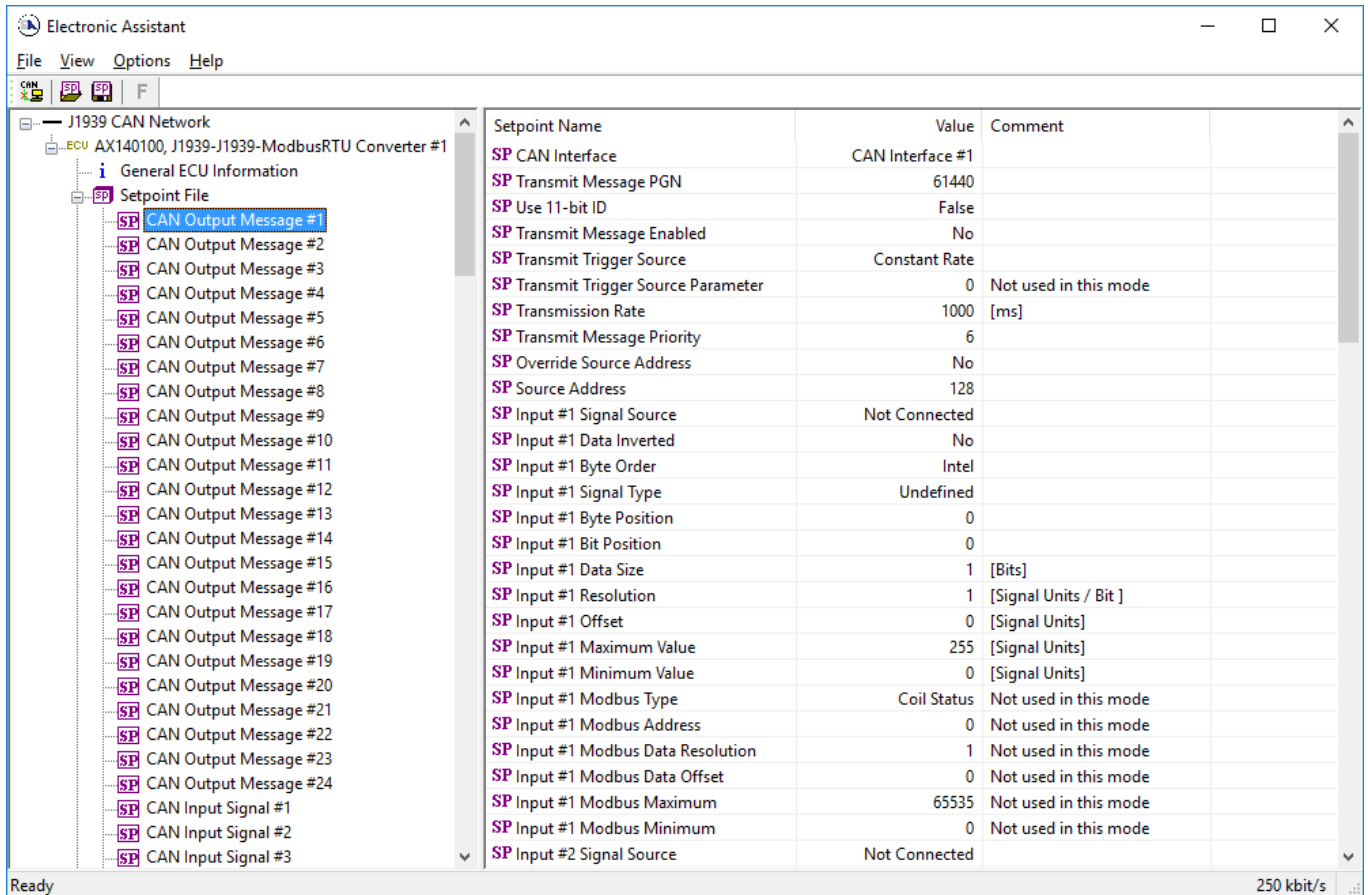 Electronic Assistant
File View Options Help
CAN SP SP F
J1939 CAN Network
ECU AX140100, J1939-J1939-ModbusRTU Converter #1
i General ECU Information
SP Setpoint File
SP CAN Output Message #1
SP CAN Output Message #2
SP CAN Output Message #3
SP CAN Output Message #4
SP CAN Output Message #5
SP CAN Output Message #6
SP CAN Output Message #7
SP CAN Output Message #8
SP CAN Output Message #9
SP CAN Output Message #10
SP CAN Output Message #11
SP CAN Output Message #12
SP CAN Output Message #13
SP CAN Output Message #14
SP CAN Output Message #15
SP CAN Output Message #16
SP CAN Output Message #17
SP CAN Output Message #18
SP CAN Output Message #19
SP CAN Output Message #20
SP CAN Output Message #21
SP CAN Output Message #22
SP CAN Output Message #23
SP CAN Output Message #24
SP CAN Input Signal #1
SP CAN Input Signal #2
SP CAN Input Signal #3
Setpoint Name Value Comment
SP CAN Interface CAN Interface #1
SP Transmit Message PGN 61440
SP Use 11-bit ID False
SP Transmit Message Enabled No
SP Transmit Trigger Source Constant Rate
SP Transmit Trigger Source Parameter 0 Not used in this mode
SP Transmission Rate 1000 [ms]
SP Transmit Message Priority 6
SP Override Source Address No
SP Source Address 128
SP Input #1 Signal Source Not Connected
SP Input #1 Data Inverted No
SP Input #1 Byte Order Intel
SP Input #1 Signal Type Undefined
SP Input #1 Byte Position 0
SP Input #1 Bit Position 0
SP Input #1 Data Size 1 [Bits]
SP Input #1 Resolution 1 [Signal Units / Bit ]
SP Input #1 Offset 0 [Signal Units]
SP Input #1 Maximum Value 255 [Signal Units]
SP Input #1 Minimum Value 0 [Signal Units]
SP Input #1 Modbus Type Coil Status Not used in this mode
SP Input #1 Modbus Address 0 Not used in this mode
SP Input #1 Modbus Data Resolution 1 Not used in this mode
SP Input #1 Modbus Data Offset 0 Not used in this mode
SP Input #1 Modbus Maximum 65535 Not used in this mode
SP Input #1 Modbus Minimum 0 Not used in this mode
SP Input #2 Signal Source Not Connected
Ready 250 kbit/s